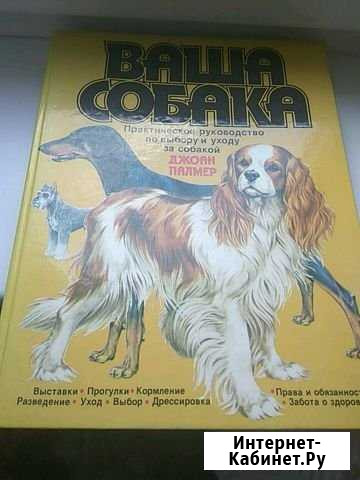 ВАША
СОБАКА
Практическое руководство
по выбору и уходу
за собакой
ДЖОАН
ПАЛМЕР
Выставки • Прогулки • Кормление
Разведение • Уход • Выбор • Дрессировка
• Права и обязанност
• Забота о здоров
Интернет-
Кабинет.Ру